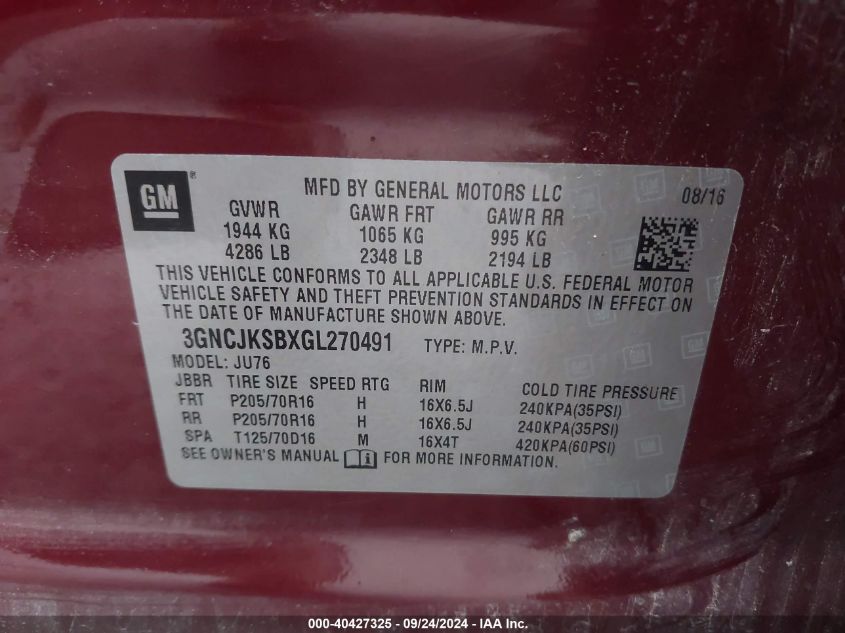 GM ®
MFD BY GENERAL MOTORS LLC 08/16
GVWR GAWR FRT GAWR RR
1944 KG 1065 KG 995 KG
4286 LB 2348 LB 2194 LB
THIS VEHICLE CONFORMS TO ALL APPLICABLE U.S. FEDERAL MOTOR
VEHICLE SAFETY AND THEFT PREVENTION STANDARDS IN EFFECT ON
THE DATE OF MANUFACTURE SHOWN ABOVE.
3GNCJKSBXGL270491 TYPE: M.P.V.
MODEL: JU76
JBBR TIRE SIZE SPEED RTG RIM COLD TIRE PRESSURE
FRT P205/70R16 H 16X6.5J 240KPA(35PSI)
RR P205/70R16 H 16X6.5J 240KPA(35PSI)
SPA T125/70D16 M 16X4T 420KPA(60PSI)
SEE OWNER'S MANUAL i FOR MORE INFORMATION.
000-40427325 - 09/24/2024 - © IAA Inc.